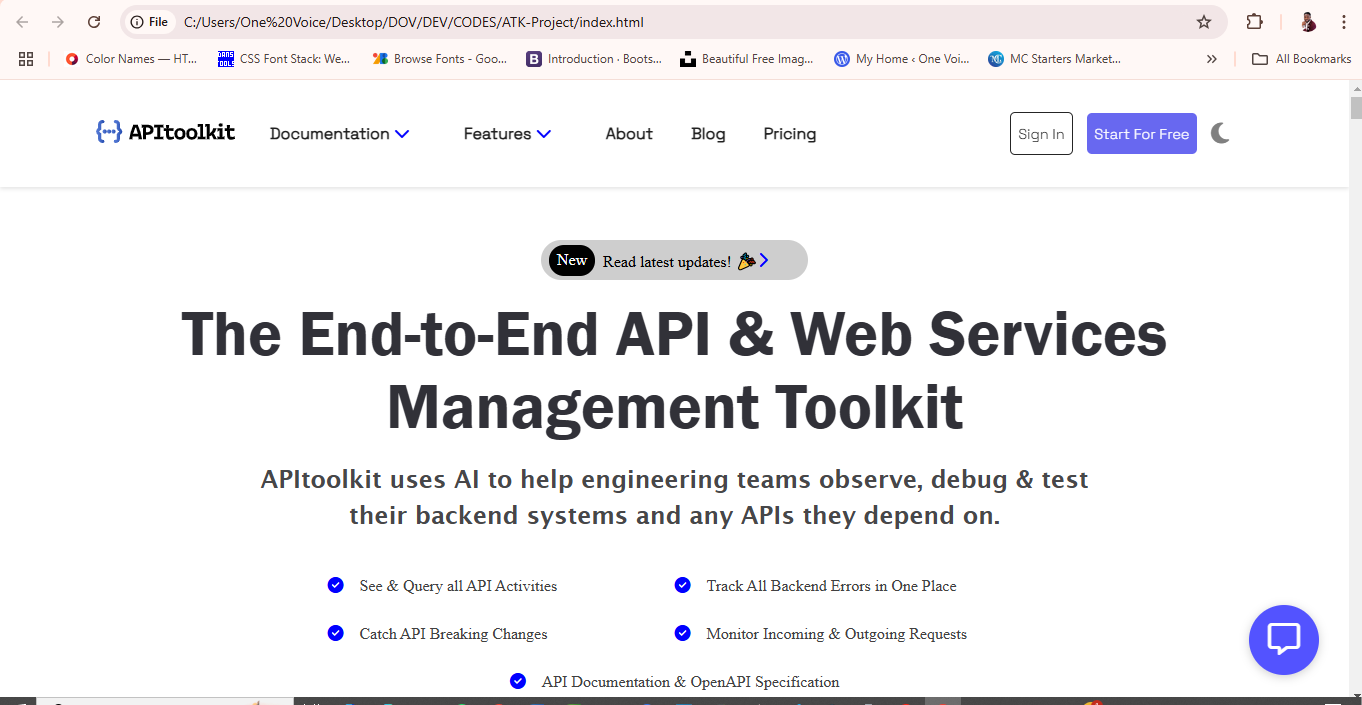 File C:/Users/One%20Voice/Desktop/DOV/DEV/CODES/ATK-Project/index.html
Color Names — HT... CSS Font Stack: We... Browse Fonts - Goo... Introduction · Boots... Beautiful Free Imag... My Home ‹ One Voi... MC Starters Market... All Bookmarks
APItoolkit Documentation Features About Blog Pricing Sign In Start For Free
New Read latest updates!
The End-to-End API & Web Services
Management Toolkit
APItoolkit uses AI to help engineering teams observe, debug & test
their backend systems and any APIs they depend on.
See & Query all API Activities Track All Backend Errors in One Place
Catch API Breaking Changes Monitor Incoming & Outgoing Requests
API Documentation & OpenAPI Specification